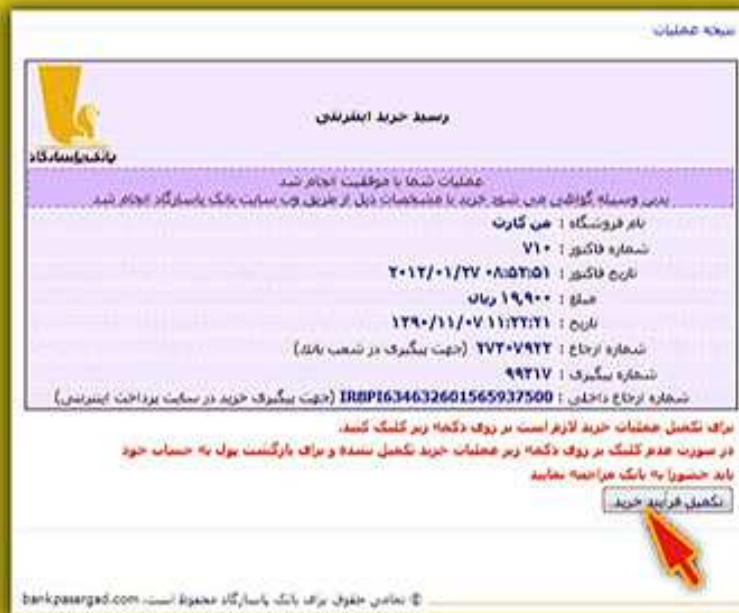 نتیجه عملیات
رسید خرید اینترنتی
بانک پاسارگاد
عملیات شما با موفقیت انجام شد
بدین وسیله گواهی می شود خرید با مشخصات ذیل از طریق وب سایت بانک پاسارگاد انجام شد
نام فروشگاه : من کارت
شماره فاکتور : ۷۱۰
تاریخ فاکتور : ۲۰۱۲/۰۱/۲۷ ۰۸:۵۲:۵۱
مبلغ : ۱۹,۹۰۰ ریال
تاریخ : ۱۳۹۰/۱۱/۰۷
شماره ارجاع : (جهت پیگیری در شعب بانک)
شماره پیگیری :
شماره ارجاع داخلی : IR8PI634632601565937500 (جهت پیگیری خرید در سایت پرداخت اینترنتی)
برای تکمیل عملیات خرید لازم است بر روی دکمه زیر کلیک کنید.
در صورت عدم کلیک بر روی دکمه زیر عملیات خرید تکمیل نشده و برای بازگشت پول به حساب خود
باید حضورا به بانک مراجعه نمایید
تکمیل فرآیند خرید
© تمامی حقوق برای بانک پاسارگاد محفوظ است. bankpasargad.com